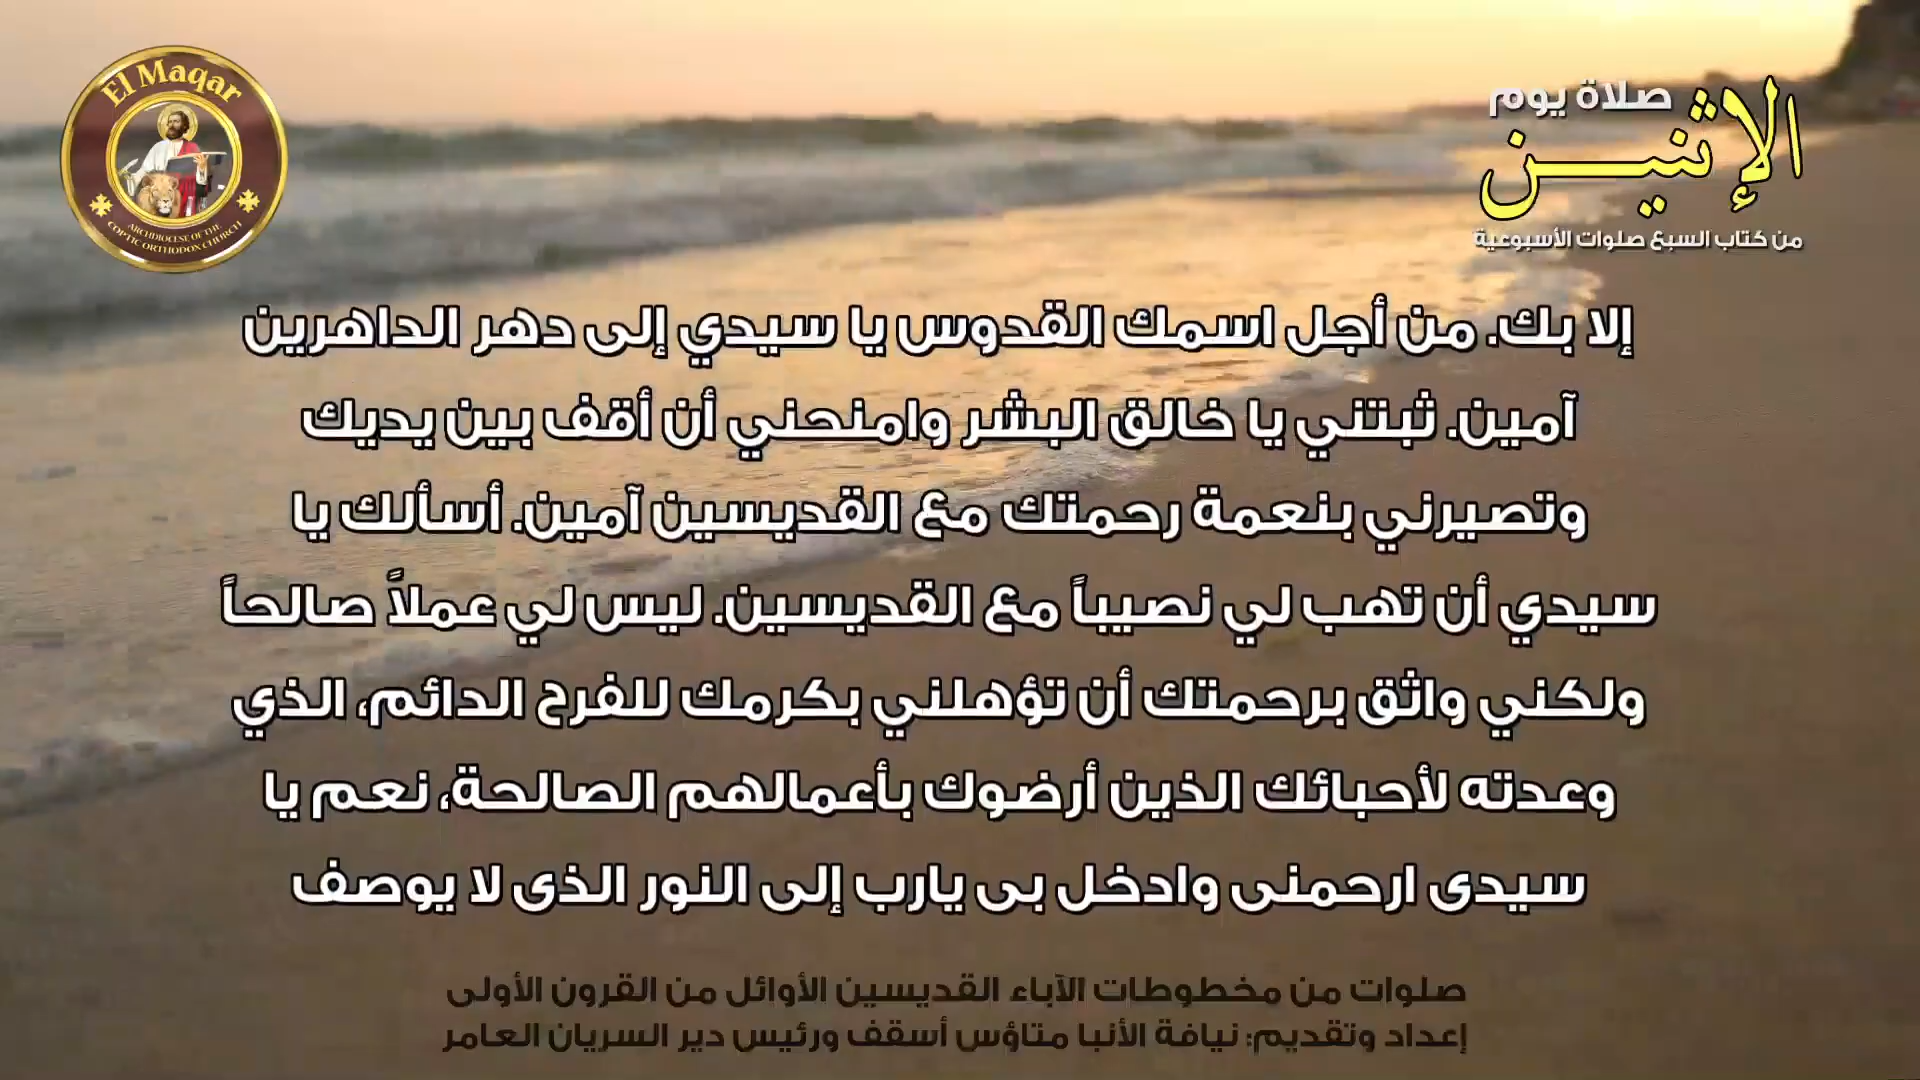 El Maqar
ARCHDIOCESE OF THE
COPTIC ORTHODOX CHURCH
صلاة يوم
الإثنين
من كتاب السبع صلوات الأسبوعية
إلا بك. من أجل اسمك القدوس يا سيدي إلى دهر الداهرين
آمين. ثبتني يا خالق البشر وامنحني أن أقف بين يديك
وتصيرني بنعمة رحمتك مع القديسين آمين. أسألك يا
سيدي أن تهب لي نصيباً مع القديسين. ليس لي عملاً صالحاً
ولكني واثق برحمتك أن تؤهلني بكرمك للفرح الدائم، الذي
وعدته لأحبائك الذين أرضوك بأعمالهم الصالحة، نعم يا
سيدى ارحمنى وادخل بى يارب إلى النور الذى لا يوصف
صلوات من مخطوطات الآباء القديسين الأوائل من القرون الأولى
إعداد وتقديم: نيافة الأنبا متاؤس أسقف ورئيس دير السريان العامر